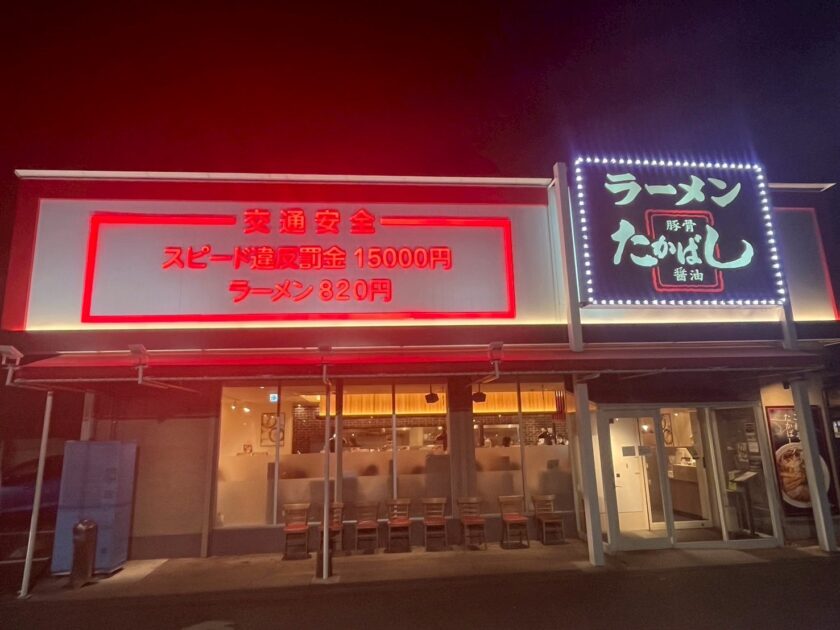 交通安全
スピード違反罰金15000円
ラーメン820円
ラーメン
豚骨
たかばし
醤油